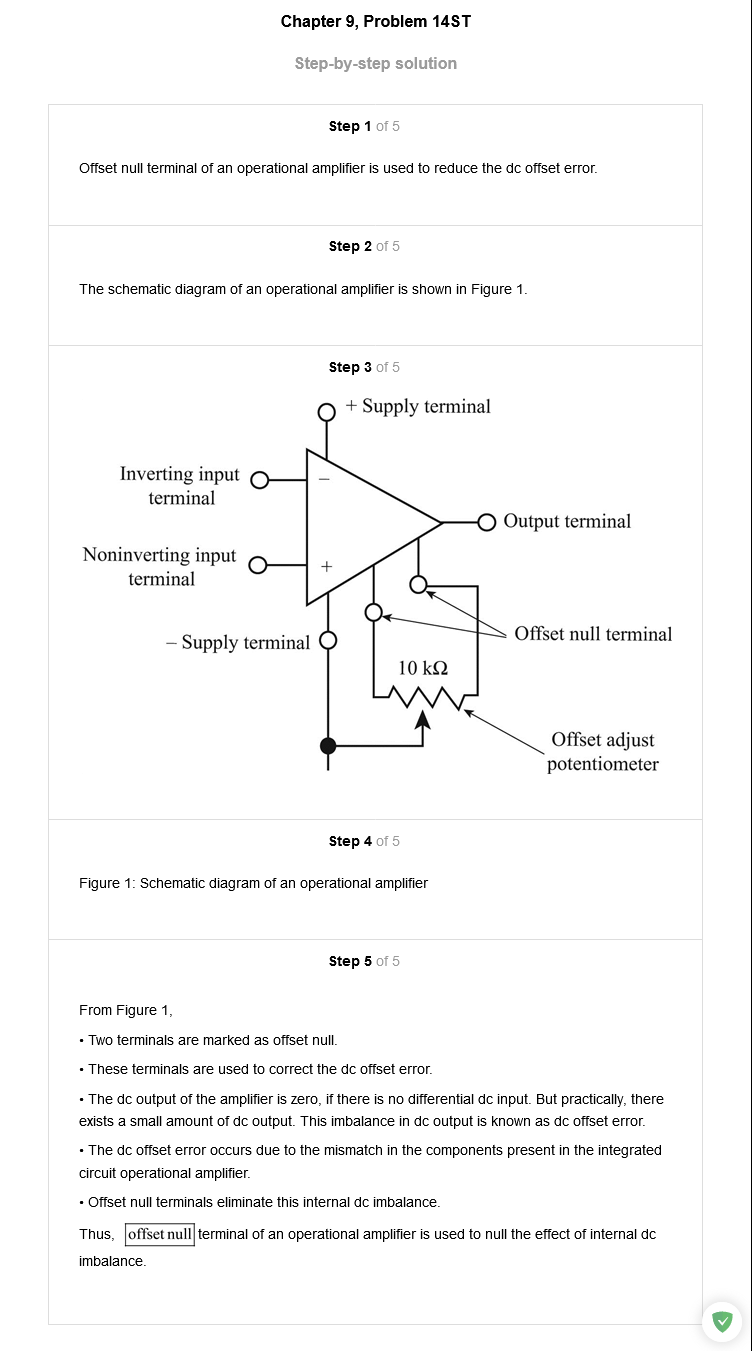 Chapter 9, Problem 14ST
Step-by-step solution
Step 1 of 5
Offset null terminal of an operational amplifier is used to reduce the dc offset error.
Step 2 of 5
The schematic diagram of an operational amplifier is shown in Figure 1.
Step 3 of 5
+ Supply terminal
Inverting input
terminal
−
Output terminal
Noninverting input
terminal
+
− Supply terminal
Offset null terminal
10 kΩ
Offset adjust
potentiometer
Step 4 of 5
Figure 1: Schematic diagram of an operational amplifier
Step 5 of 5
From Figure 1,
• Two terminals are marked as offset null.
• These terminals are used to correct the dc offset error.
• The dc output of the amplifier is zero, if there is no differential dc input. But practically, there
exists a small amount of dc output. This imbalance in dc output is known as dc offset error.
• The dc offset error occurs due to the mismatch in the components present in the integrated
circuit operational amplifier.
• Offset null terminals eliminate this internal dc imbalance.
Thus, offset null terminal of an operational amplifier is used to null the effect of internal dc
imbalance.